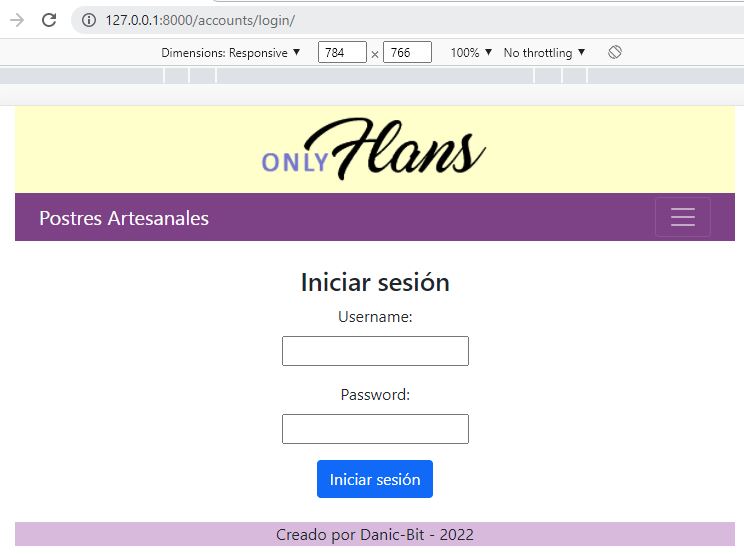 127.0.0.1:8000/accounts/login/
Dimensions: Responsive ▼ 784 × 766 100% ▼ No throttling ▼
ONLY Flans
Postres Artesanales
Iniciar sesión
Username:
Password:
Iniciar sesión
Creado por Danic-Bit - 2022